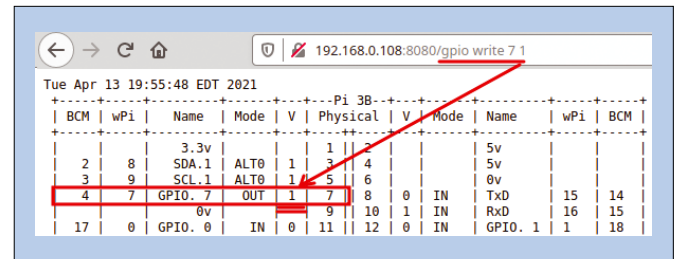 192.168.0.108:8080/gpio write 7 1
Tue Apr 13 19:55:48 EDT 2021
+-----+-----+---------+------+---+---Pi 3B--+---+------+---------+-----+-----+
| BCM | wPi |   Name  | Mode | V | Physical | V | Mode | Name    | wPi | BCM |
+-----+-----+---------+------+---+----++----+---+------+---------+-----+-----+
|     |     |    3.3v |      |   |  1 || 2  |   |      | 5v      |     |     |
|   2 |   8 |   SDA.1 | ALT0 | 1 |  3 || 4  |   |      | 5v      |     |     |
|   3 |   9 |   SCL.1 | ALT0 | 1 |  5 || 6  |   |      | 0v      |     |     |
|   4 |   7 | GPIO. 7 |  OUT | 1 |  7 || 8  | 0 | IN   | TxD     | 15  | 14  |
|     |     |      0v |      |   |  9 || 10 | 1 | IN   | RxD     | 16  | 15  |
|  17 |   0 | GPIO. 0 |   IN | 0 | 11 || 12 | 0 | IN   | GPIO. 1 | 1   | 18  |